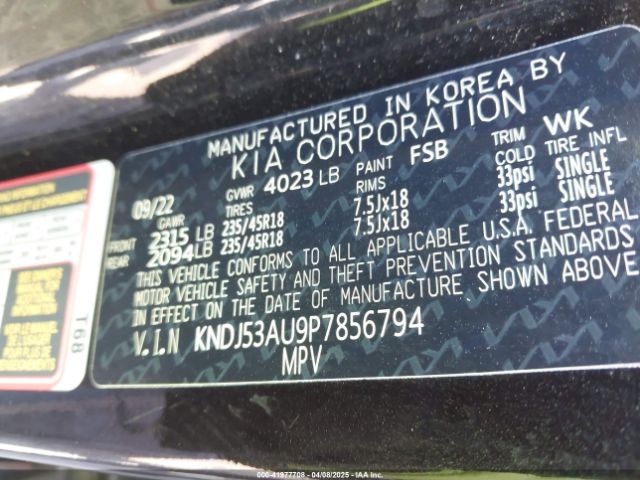 MANUFACTURED IN KOREA BY
KIA CORPORATION
09/22 GVWR 4023 LB PAINT FSB TRIM WK
GAWR TIRES RIMS COLD TIRE INFL
FRONT 2315 LB 235/45R18 7.5Jx18 33psi SINGLE
REAR 2094 LB 235/45R18 7.5Jx18 33psi SINGLE
THIS VEHICLE CONFORMS TO ALL APPLICABLE U.S.A. FEDERAL
MOTOR VEHICLE SAFETY AND THEFT PREVENTION STANDARDS
IN EFFECT ON THE DATE OF MANUFACTURE SHOWN ABOVE
V.I.N KNDJ53AU9P7856794
MPV
T68
000-41977708 - 04/08/2025 - IAA Inc.